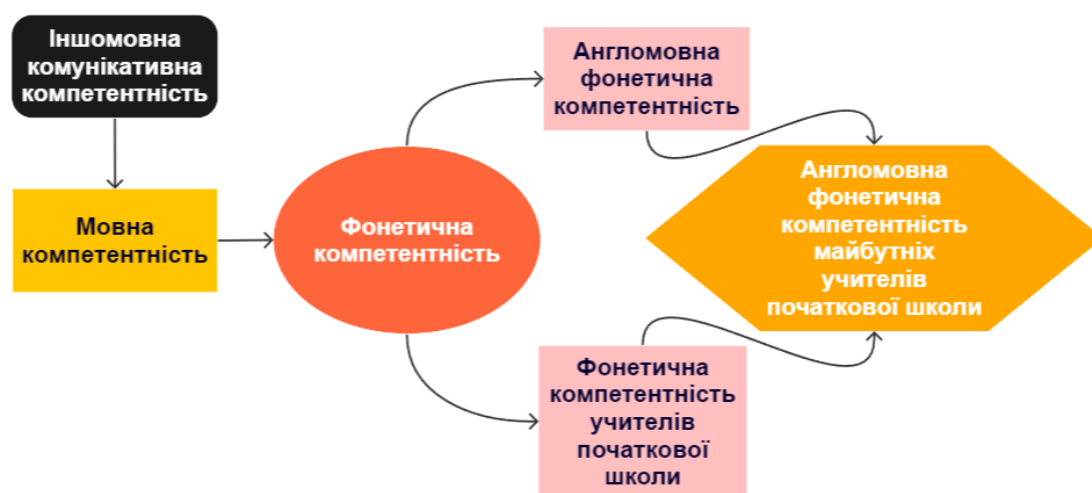 Іншомовна
комунікативна
компетентність
Мовна
компетентність
Фонетична
компетентність
Англомовна
фонетична
компетентність
Фонетична
компетентність
учителів
початкової
школи
Англомовна
фонетична
компетентність
майбутніх
учителів
початкової школи